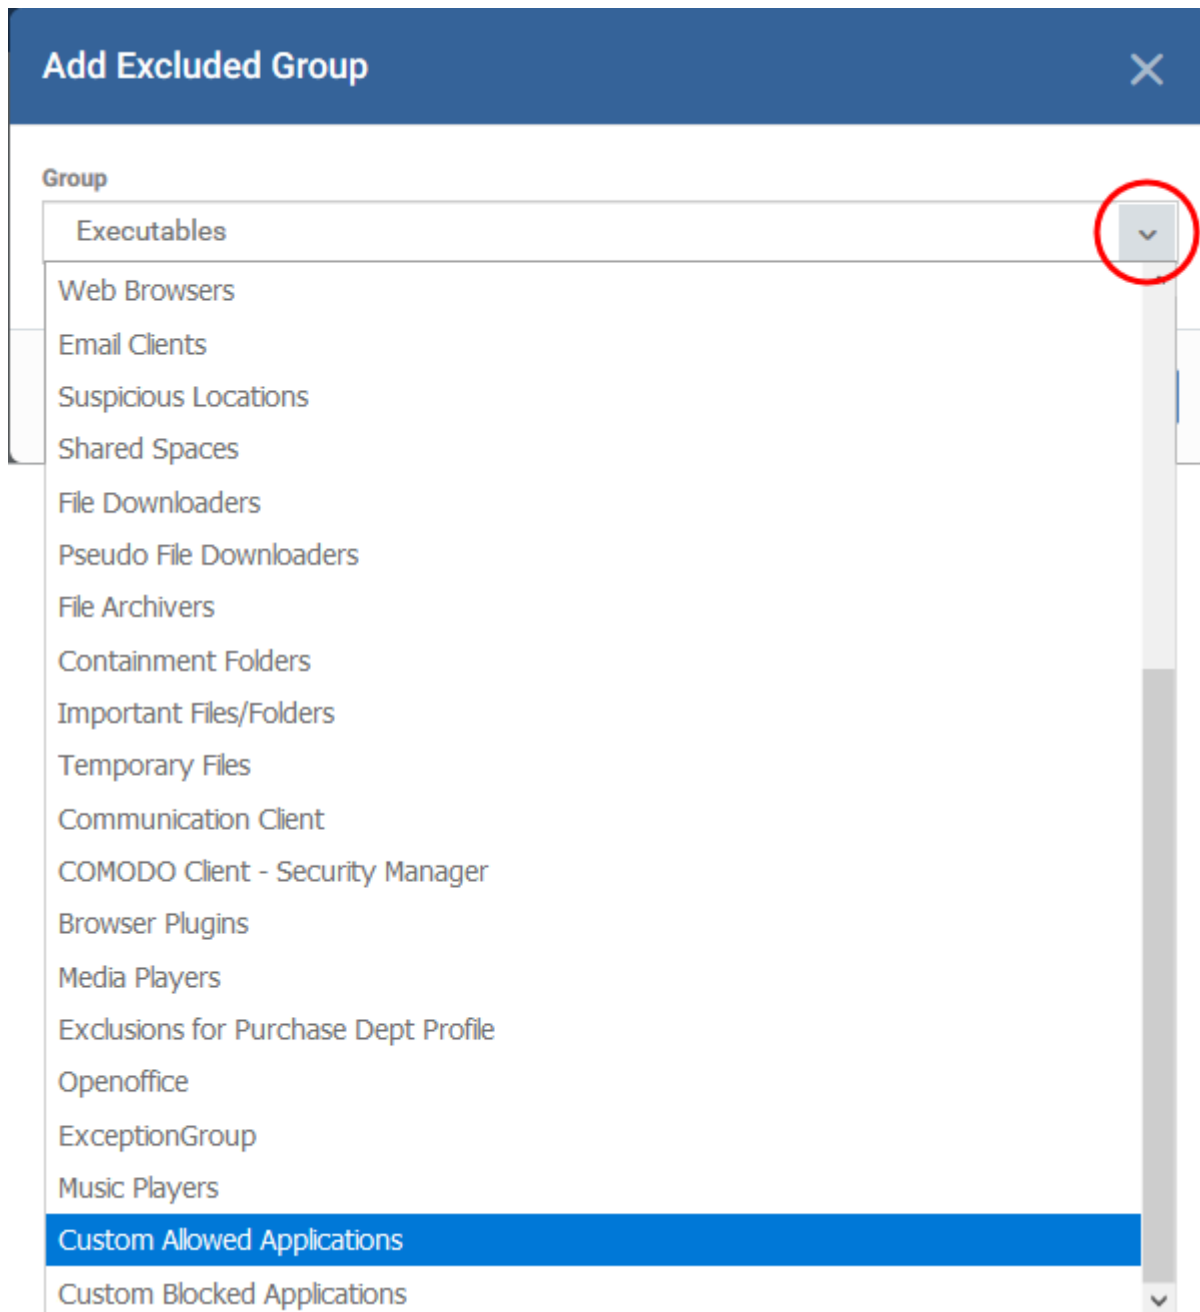 Add Excluded Group
Group
Executables
Web Browsers
Email Clients
Suspicious Locations
Shared Spaces
File Downloaders
Pseudo File Downloaders
File Archivers
Containment Folders
Important Files/Folders
Temporary Files
Communication Client
COMODO Client - Security Manager
Browser Plugins
Media Players
Exclusions for Purchase Dept Profile
Openoffice
ExceptionGroup
Music Players
Custom Allowed Applications
Custom Blocked Applications